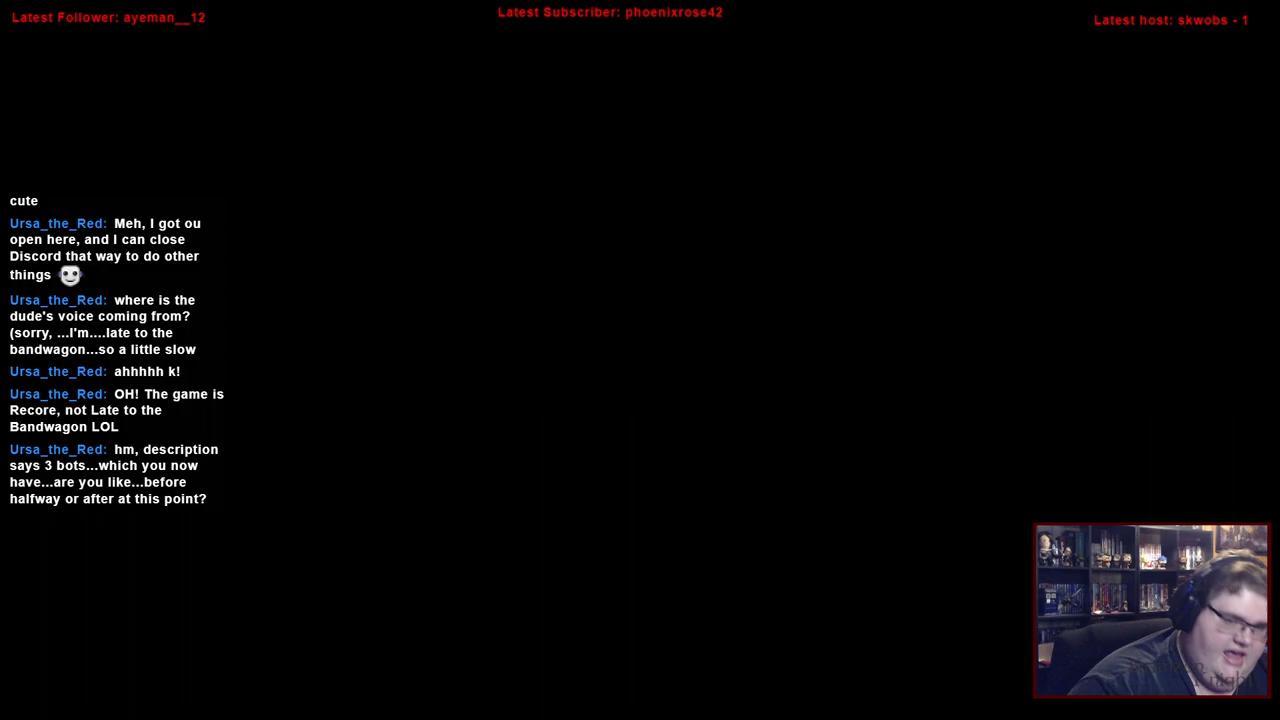 Latest Follower: ayeman__12
Latest Subscriber: phoenixrose42
Latest host: skwobs - 1
cute
Ursa_the_Red: Meh, I got ou
open here, and I can close
Discord that way to do other
things
Ursa_the_Red: where is the
dude's voice coming from?
(sorry, ...I'm....late to the
bandwagon...so a little slow
Ursa_the_Red: ahhhhh k!
Ursa_the_Red: OH! The game is
Recore, not Late to the
Bandwagon LOL
Ursa_the_Red: hm, description
says 3 bots...which you now
have...are you like...before
halfway or after at this point?